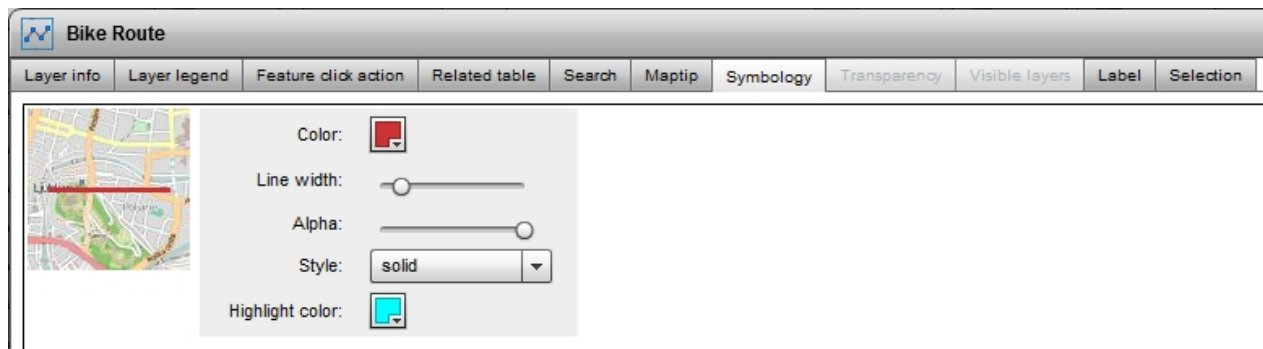 Bike Route
Layer info Layer legend Feature click action Related table Search Maptip Symbology Transparency Visible layers Label Selection
Color:
Line width:
Alpha:
Style: solid
Highlight color: